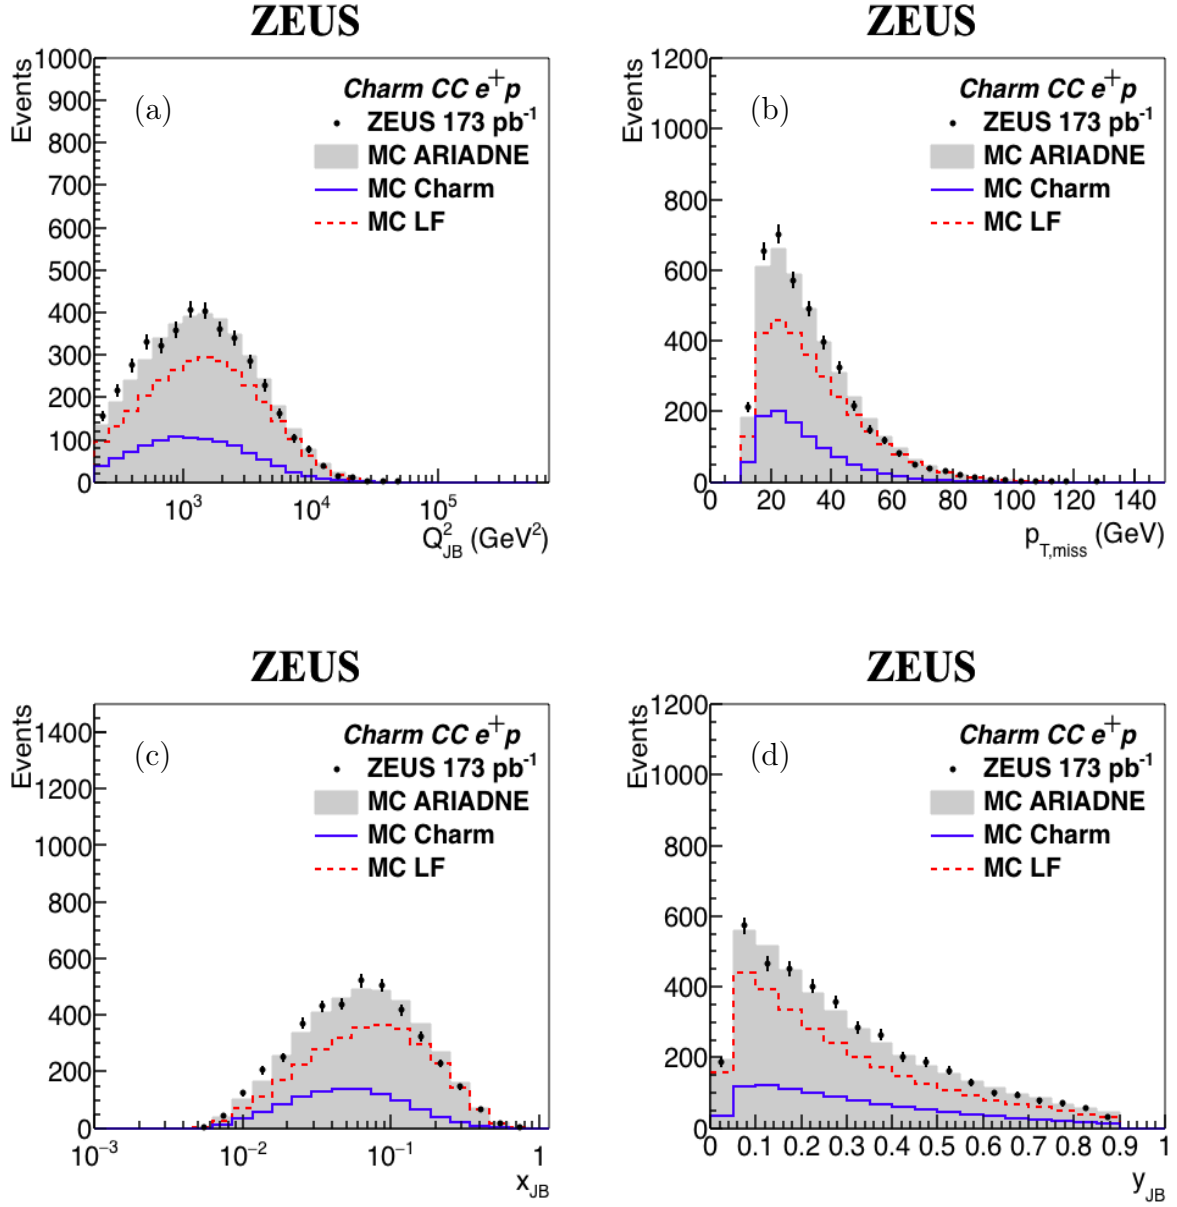 ZEUS
Events
1000
900
800
700
600
500
400
300
200
100
0
(a)
Charm CC e⁺p
ZEUS 173 pb⁻¹
MC ARIADNE
MC Charm
MC LF
10³ 10⁴ 10⁵
Q²JB (GeV²)
ZEUS
Events
1200
1000
800
600
400
200
0
(b)
Charm CC e⁺p
ZEUS 173 pb⁻¹
MC ARIADNE
MC Charm
MC LF
0 20 40 60 80 100 120 140
pT,miss (GeV)
ZEUS
Events
1400
1200
1000
800
600
400
200
0
(c)
Charm CC e⁺p
ZEUS 173 pb⁻¹
MC ARIADNE
MC Charm
MC LF
10⁻³ 10⁻² 10⁻¹ 1
xJB
ZEUS
Events
1200
1000
800
600
400
200
0
(d)
Charm CC e⁺p
ZEUS 173 pb⁻¹
MC ARIADNE
MC Charm
MC LF
0 0.1 0.2 0.3 0.4 0.5 0.6 0.7 0.8 0.9 1
yJB